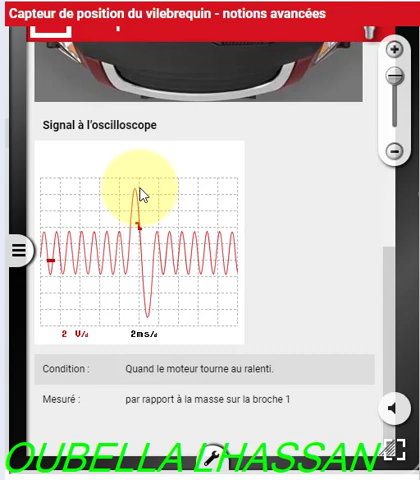 Capteur de position du vilebrequin - notions avancées
Signal à l'oscilloscope
2 V/d 2ms/d
Condition : Quand le moteur tourne au ralenti.
Mesuré : par rapport à la masse sur la broche 1
OUBELLA LHASSAN